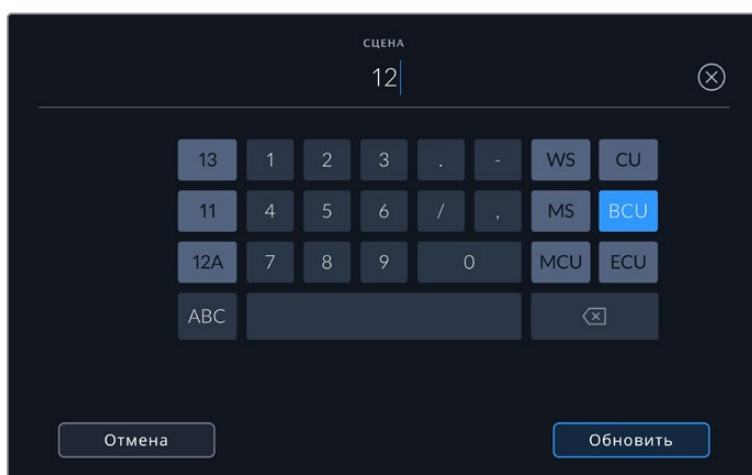 СЦЕНА
12
13 1 2 3 . - WS CU
11 4 5 6 / , MS BCU
12A 7 8 9 0 MCU ECU
ABC
Отмена Обновить